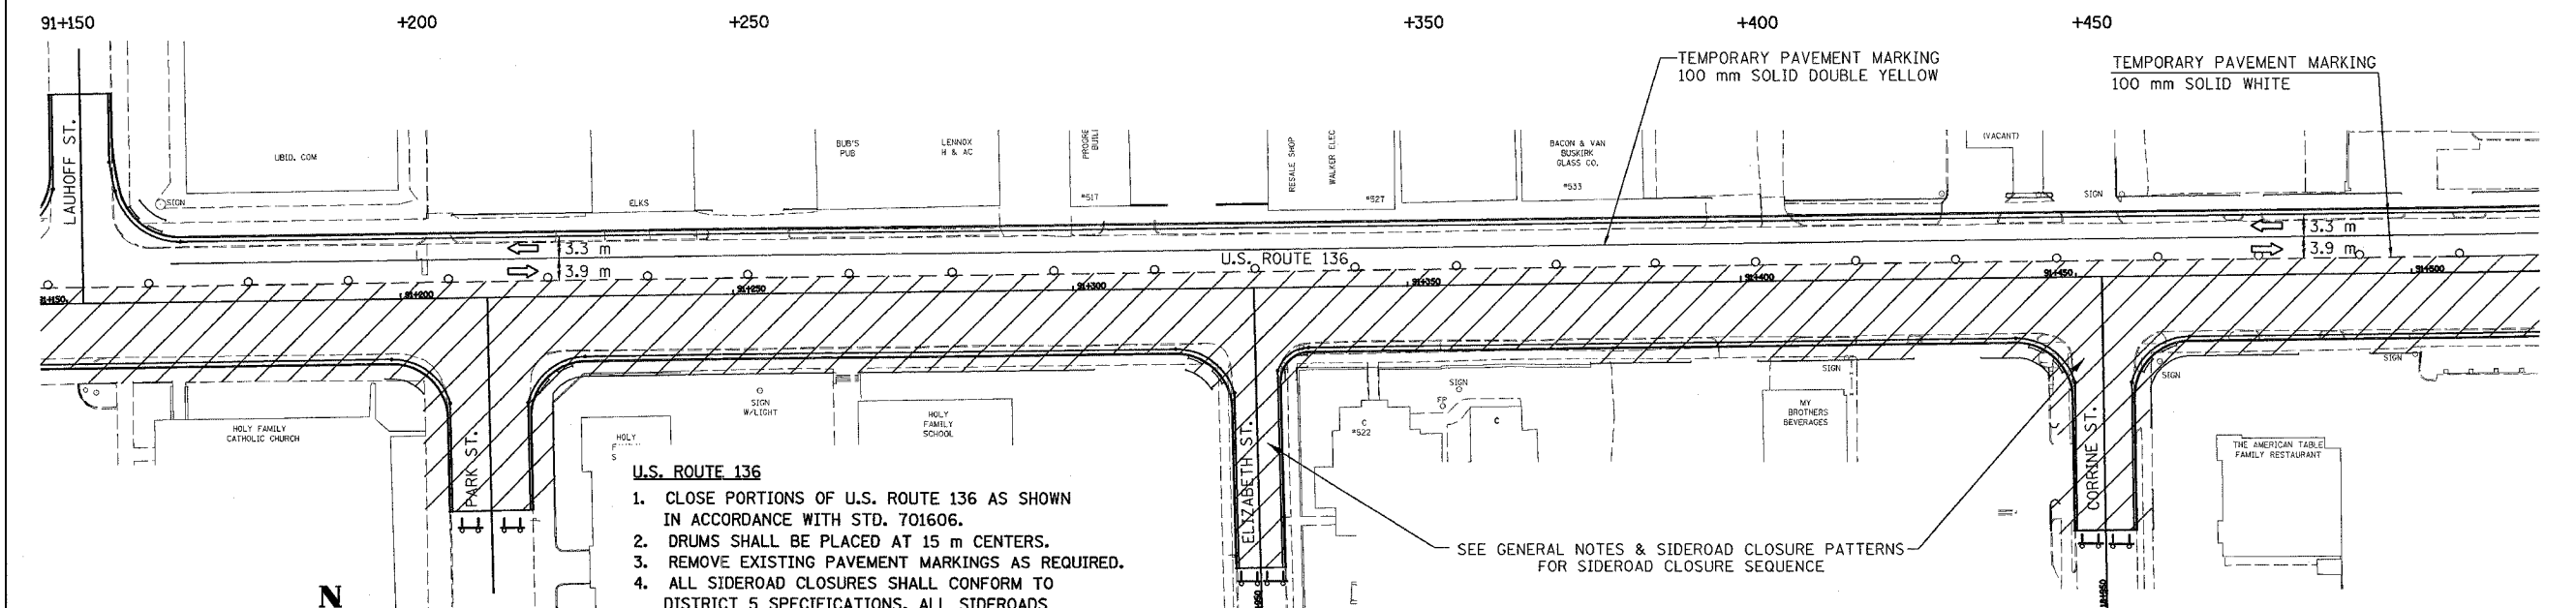 91+150
+200
+250
+350
+400
+450
TEMPORARY PAVEMENT MARKING
100 mm SOLID DOUBLE YELLOW
TEMPORARY PAVEMENT MARKING
100 mm SOLID WHITE
LAUHOFF ST.
SIGN
UBID. COM
ELKS
BUB'S
PUB
LENNOX
H & AC
PROGRE
BUILI
#517
RESALE SHOP
WALKER ELEC
#527
BACON & VAN
BUSKIRK
GLASS CO.
#533
(VACANT)
SIGN
3.3 m
3.9 m
U.S. ROUTE 136
3.3 m
3.9 m
91+150
91+200
91+250
91+300
91+350
91+400
91+450
91+500
HOLY FAMILY
CATHOLIC CHURCH
PARK ST.
HOLY
S
SIGN
W/LIGHT
HOLY
FAMILY
SCHOOL
ELIZABETH ST.
C
#522
SIGN
FP
C
MY
BROTHERS
BEVERAGES
SIGN
CORRINE ST.
SIGN
SIGN
THE AMERICAN TABLE
FAMILY RESTAURANT
U.S. ROUTE 136
1. CLOSE PORTIONS OF U.S. ROUTE 136 AS SHOWN
IN ACCORDANCE WITH STD. 701606.
2. DRUMS SHALL BE PLACED AT 15 m CENTERS.
3. REMOVE EXISTING PAVEMENT MARKINGS AS REQUIRED.
4. ALL SIDEROAD CLOSURES SHALL CONFORM TO
DISTRICT 5 SPECIFICATIONS. ALL SIDEROADS
SEE GENERAL NOTES & SIDEROAD CLOSURE PATTERNS
FOR SIDEROAD CLOSURE SEQUENCE
N